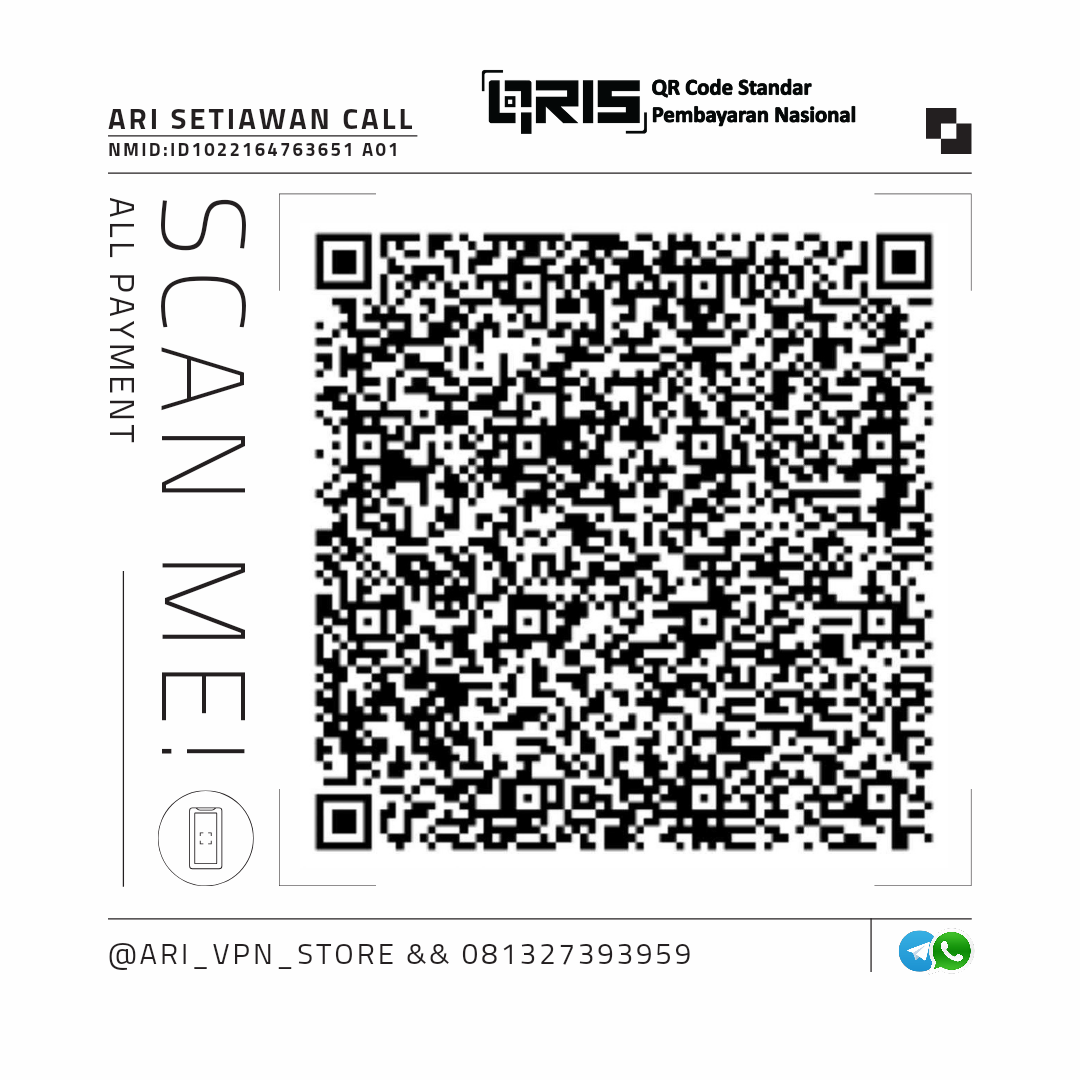 ARI SETIAWAN CALL
NMID:ID1022164763651 A01
QRIS
QR Code Standar
Pembayaran Nasional
SCAN ME!
ALL PAYMENT
@ARI_VPN_STORE && 081327393959